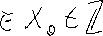 ∈ X₀ ∈ ℤ